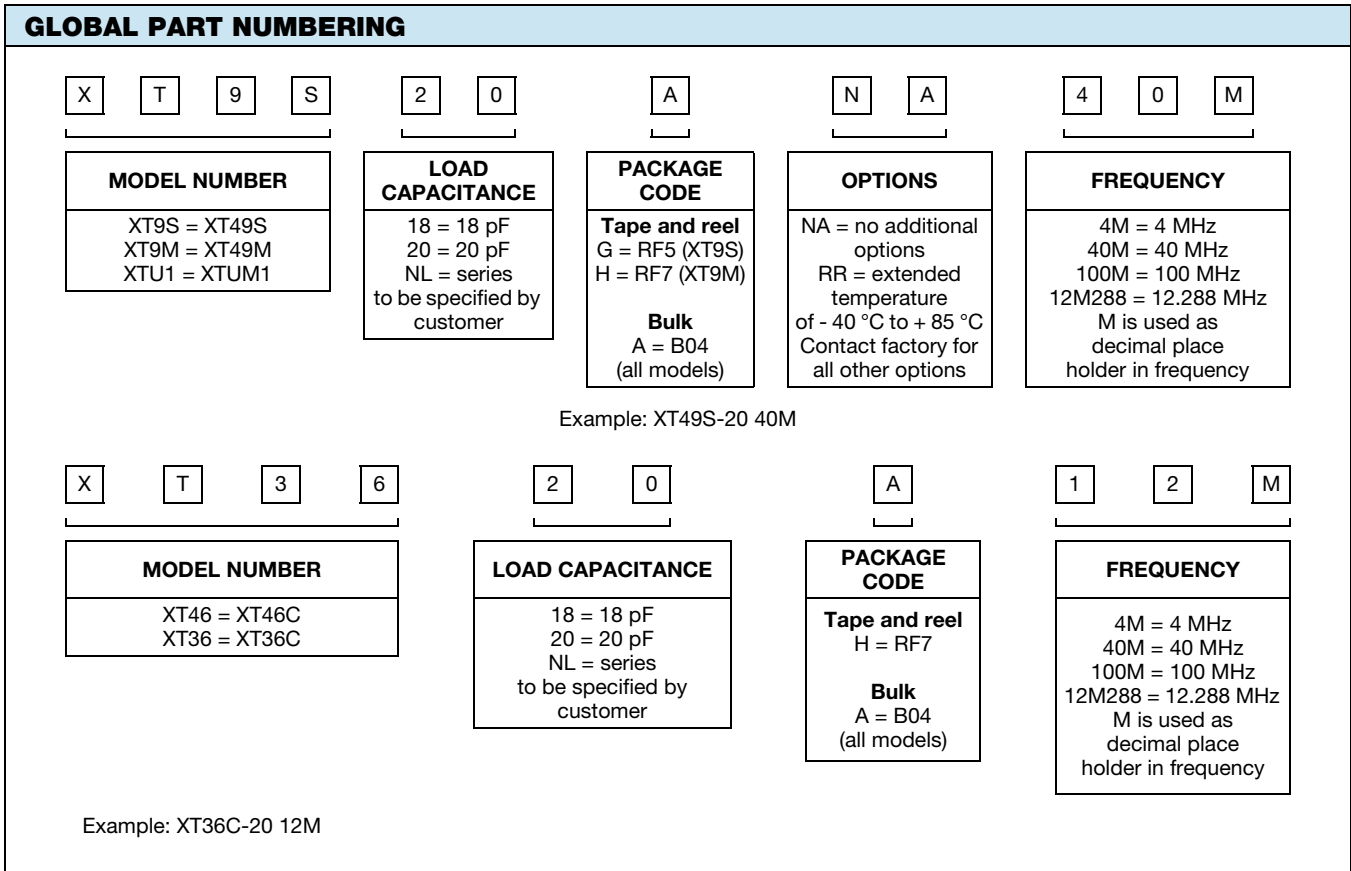 GLOBAL PART NUMBERING
X T 9 S 2 0 A N A 4 0 M
MODEL NUMBER
XT9S = XT49S
XT9M = XT49M
XTU1 = XTUM1
LOAD
CAPACITANCE
18 = 18 pF
20 = 20 pF
NL = series
to be specified by
customer
PACKAGE
CODE
Tape and reel
G = RF5 (XT9S)
H = RF7 (XT9M)
Bulk
A = B04
(all models)
OPTIONS
NA = no additional
options
RR = extended
temperature
of - 40 °C to + 85 °C
Contact factory for
all other options
FREQUENCY
4M = 4 MHz
40M = 40 MHz
100M = 100 MHz
12M288 = 12.288 MHz
M is used as
decimal place
holder in frequency
Example: XT49S-20 40M
X T 3 6 2 0 A 1 2 M
MODEL NUMBER
XT46 = XT46C
XT36 = XT36C
LOAD CAPACITANCE
18 = 18 pF
20 = 20 pF
NL = series
to be specified by
customer
PACKAGE
CODE
Tape and reel
H = RF7
Bulk
A = B04
(all models)
FREQUENCY
4M = 4 MHz
40M = 40 MHz
100M = 100 MHz
12M288 = 12.288 MHz
M is used as
decimal place
holder in frequency
Example: XT36C-20 12M